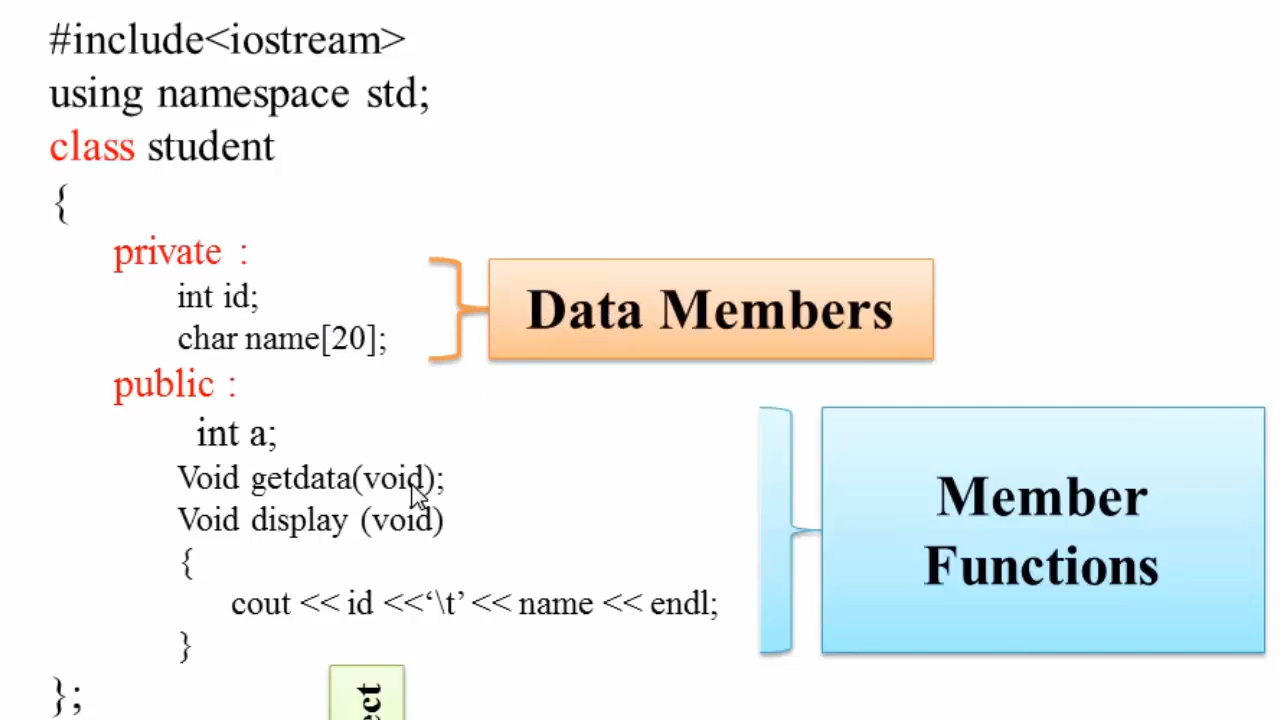 #include<iostream>
using namespace std;
class student
{
private :
int id;
char name[20];
Data Members
public :
int a;
Void getdata(void);
Void display (void)
{
cout << id <<‘\t’ << name << endl;
}
Member
Functions
};